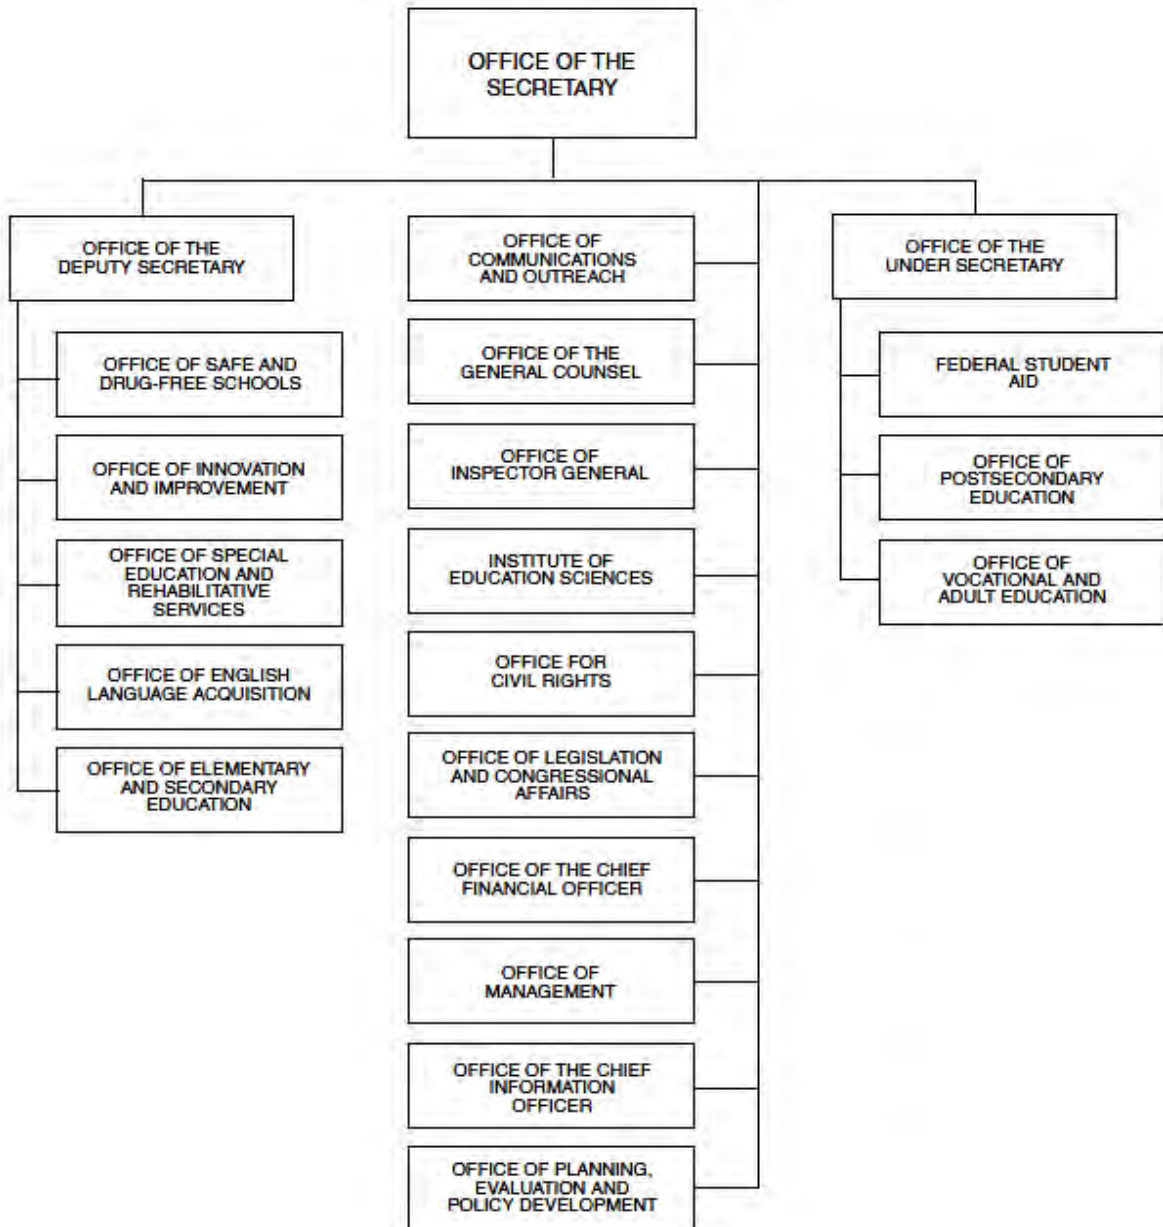 OFFICE OF THE
SECRETARY
OFFICE OF THE
DEPUTY SECRETARY
OFFICE OF SAFE AND
DRUG-FREE SCHOOLS
OFFICE OF INNOVATION
AND IMPROVEMENT
OFFICE OF SPECIAL
EDUCATION AND
REHABILITATIVE
SERVICES
OFFICE OF ENGLISH
LANGUAGE ACQUISITION
OFFICE OF ELEMENTARY
AND SECONDARY
EDUCATION
OFFICE OF
COMMUNICATIONS
AND OUTREACH
OFFICE OF THE
GENERAL COUNSEL
OFFICE OF
INSPECTOR GENERAL
INSTITUTE OF
EDUCATION SCIENCES
OFFICE FOR
CIVIL RIGHTS
OFFICE OF LEGISLATION
AND CONGRESSIONAL
AFFAIRS
OFFICE OF THE CHIEF
FINANCIAL OFFICER
OFFICE OF
MANAGEMENT
OFFICE OF THE CHIEF
INFORMATION
OFFICER
OFFICE OF PLANNING,
EVALUATION AND
POLICY DEVELOPMENT
OFFICE OF THE
UNDER SECRETARY
FEDERAL STUDENT
AID
OFFICE OF
POSTSECONDARY
EDUCATION
OFFICE OF
VOCATIONAL AND
ADULT EDUCATION